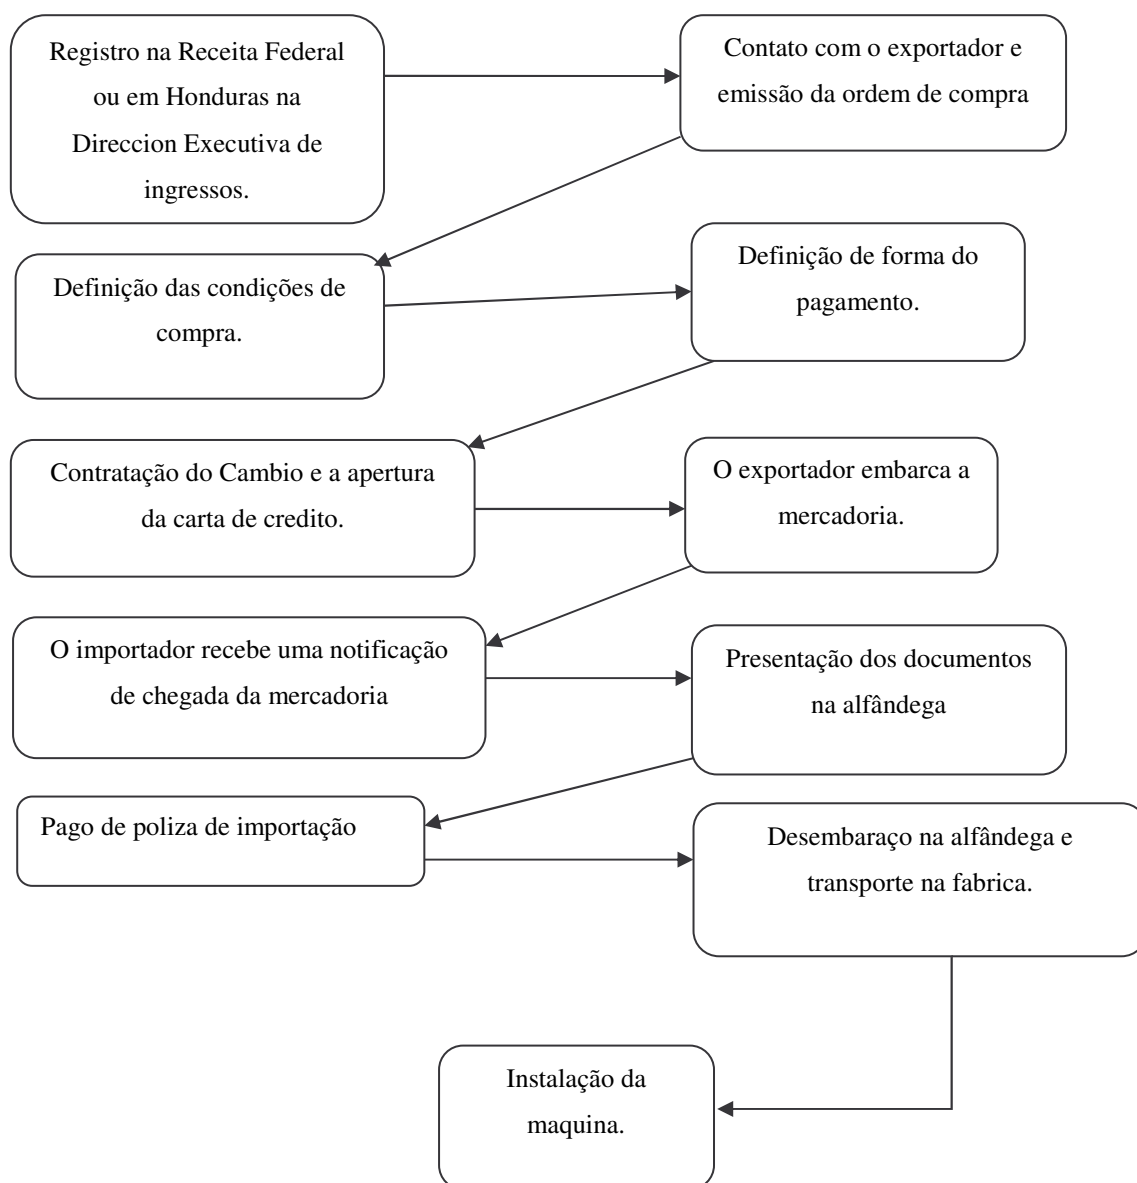 Registro na Receita Federal
ou em Honduras na
Direccion Executiva de
ingressos.
Contato com o exportador e
emissão da ordem de compra
Definição das condições de
compra.
Definição de forma do
pagamento.
Contratação do Cambio e a apertura
da carta de credito.
O exportador embarca a
mercadoria.
O importador recebe uma notificação
de chegada da mercadoria
Presentação dos documentos
na alfândega
Pago de poliza de importação
Desembaraço na alfândega e
transporte na fabrica.
Instalação da
maquina.